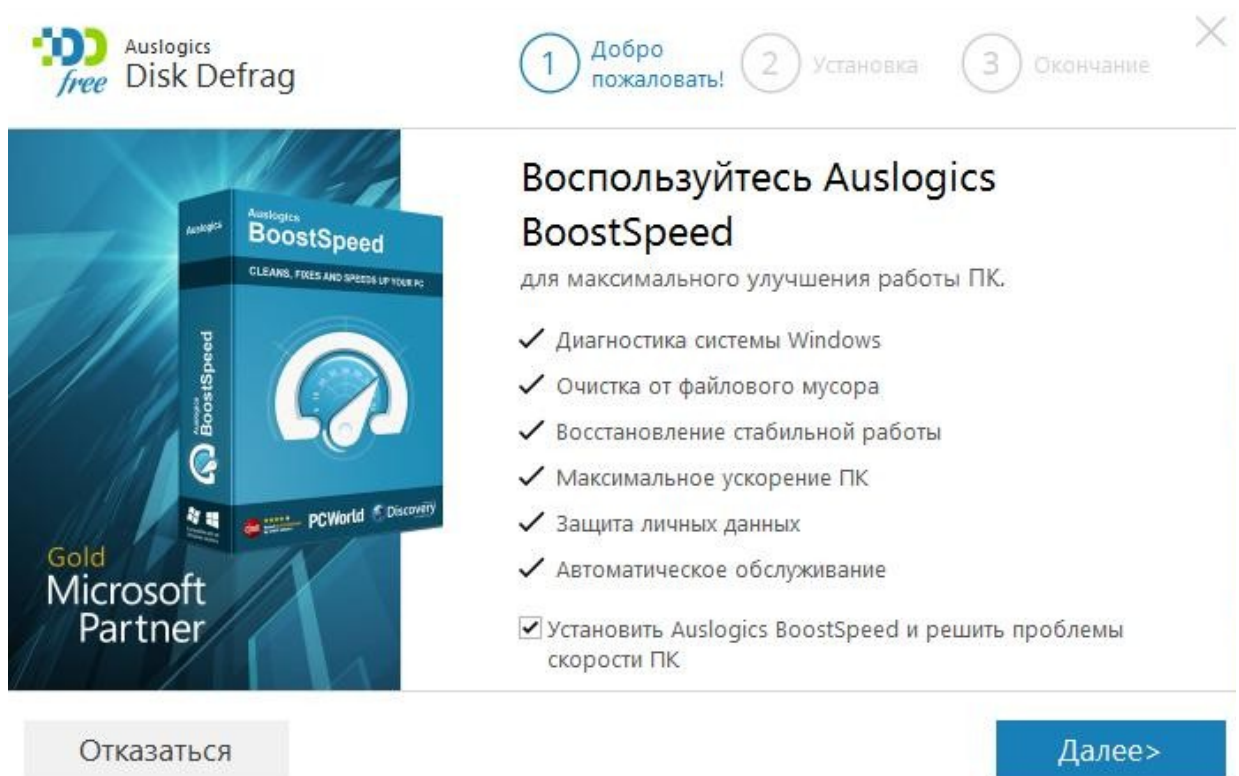 Auslogics
Disk Defrag
free
1
Добро
пожаловать!
2
Установка
3
Окончание
Auslogics
Auslogics
BoostSpeed
CLEANS, FIXES AND SPEEDS UP YOUR PC
Auslogics
BoostSpeed
PCWorld
Discovery
Gold
Microsoft
Partner
Воспользуйтесь Auslogics
BoostSpeed
для максимального улучшения работы ПК.
Диагностика системы Windows
Очистка от файлового мусора
Восстановление стабильной работы
Максимальное ускорение ПК
Защита личных данных
Автоматическое обслуживание
Установить Auslogics BoostSpeed и решить проблемы
скорости ПК
Отказаться
Далее>